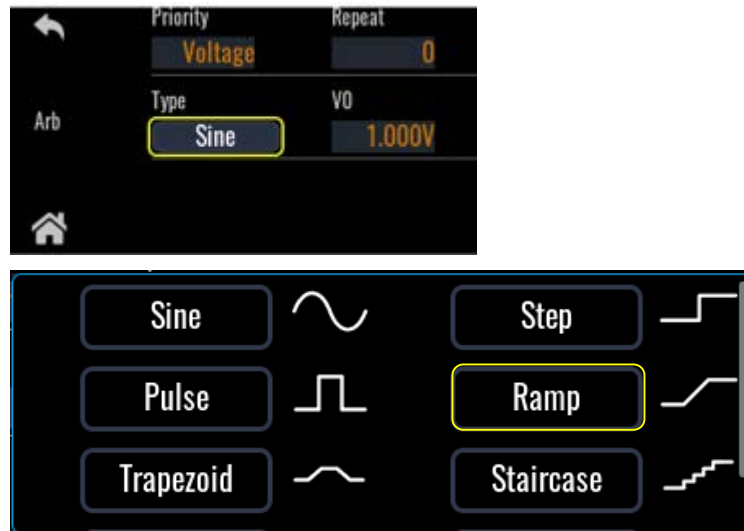 Priority Repeat
Voltage 0
Type V0
Arb
Sine 1.000V
Sine Step
Pulse Ramp
Trapezoid Staircase